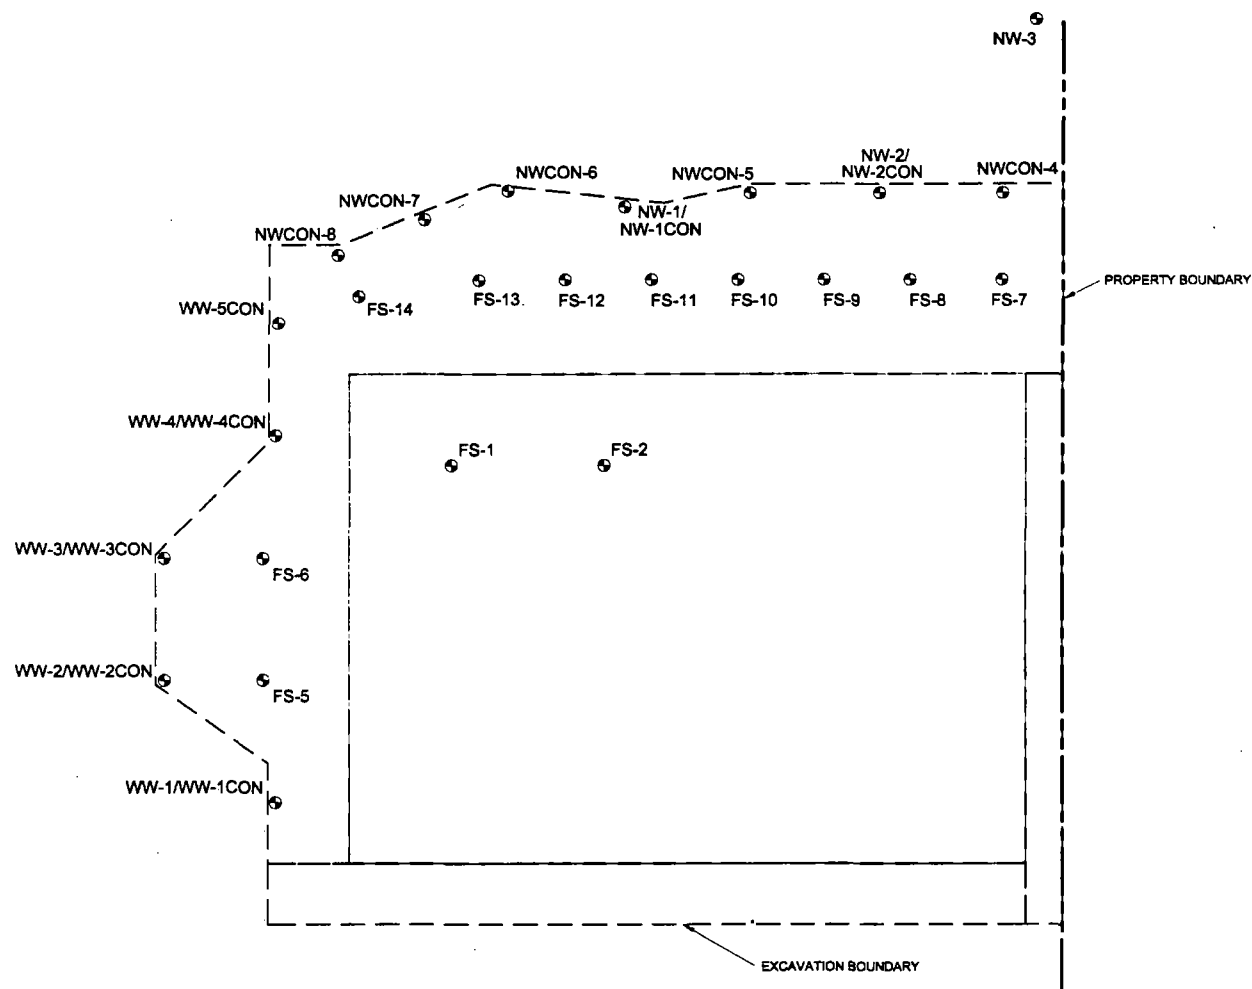 NW-3
NW-2/
NW-2CON
NWCON-4
NWCON-6
NWCON-5
NWCON-7
NW-1/
NW-1CON
NWCON-8
PROPERTY BOUNDARY
FS-14
FS-13
FS-12
FS-11
FS-10
FS-9
FS-8
FS-7
WW-5CON
WW-4/WW-4CON
FS-1
FS-2
WW-3/WW-3CON
FS-6
WW-2/WW-2CON
FS-5
WW-1/WW-1CON
EXCAVATION BOUNDARY